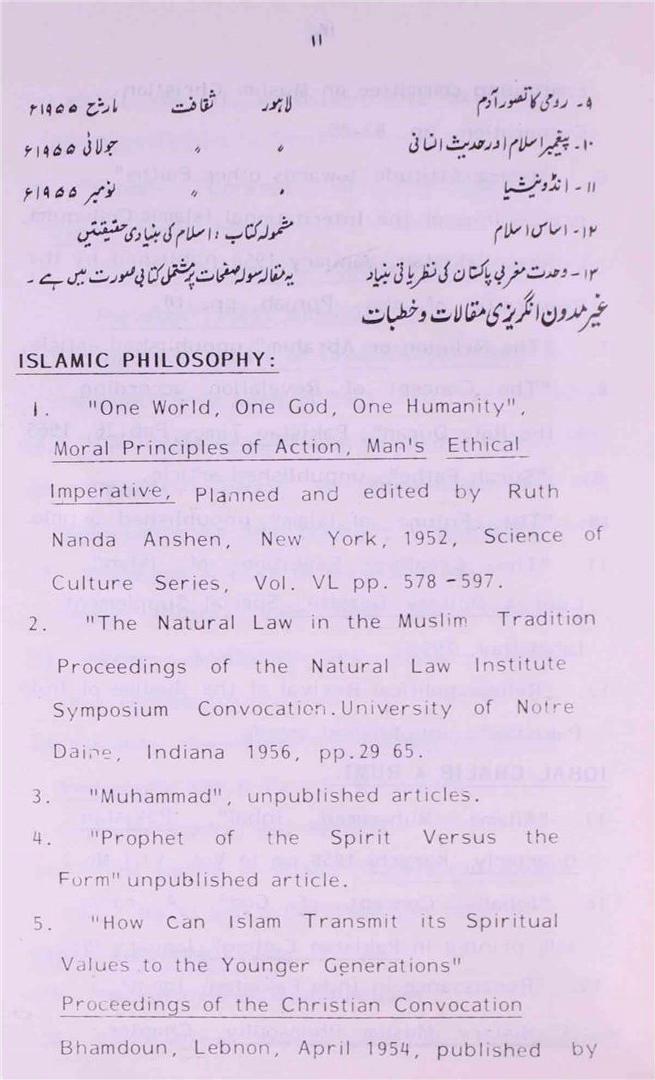 ۱۱
۹ - رومی کا تصور آدم لاہور ثقافت مارچ ۱۹۵۵ء
۱۰ - پیغمبر اسلام اور حدیث انسانی " " جولائی ۱۹۵۵ء
۱۱ - انڈونیشیا " " نومبر ۱۹۵۵ء
۱۲ - اساس اسلام مشمولہ کتاب: اسلام کی بنیادی حقیقتیں
۱۳ - وحدت مغربی پاکستان کی نظریاتی بنیاد یہ مقالہ سولہ صفحات پر مشتمل کتابی صورت میں ہے -
غیر مدون انگریزی مقالات و خطبات
ISLAMIC PHILOSOPHY:
1. "One World, One God, One Humanity",
Moral Principles of Action, Man's Ethical
Imperative, Planned and edited by Ruth
Nanda Anshen, New York, 1952, Science of
Culture Series, Vol. VL pp. 578 -597.
2. "The Natural Law in the Muslim Tradition
Proceedings of the Natural Law Institute
Symposium Convocation.University of Notre
Daine, Indiana 1956, pp.29 65.
3. "Muhammad", unpublished articles.
4. "Prophet of the Spirit Versus the
Form" unpublished article.
5. "How Can Islam Transmit its Spiritual
Values to the Younger Generations"
Proceedings of the Christian Convocation
Bhamdoun, Lebnon, April 1954, published by